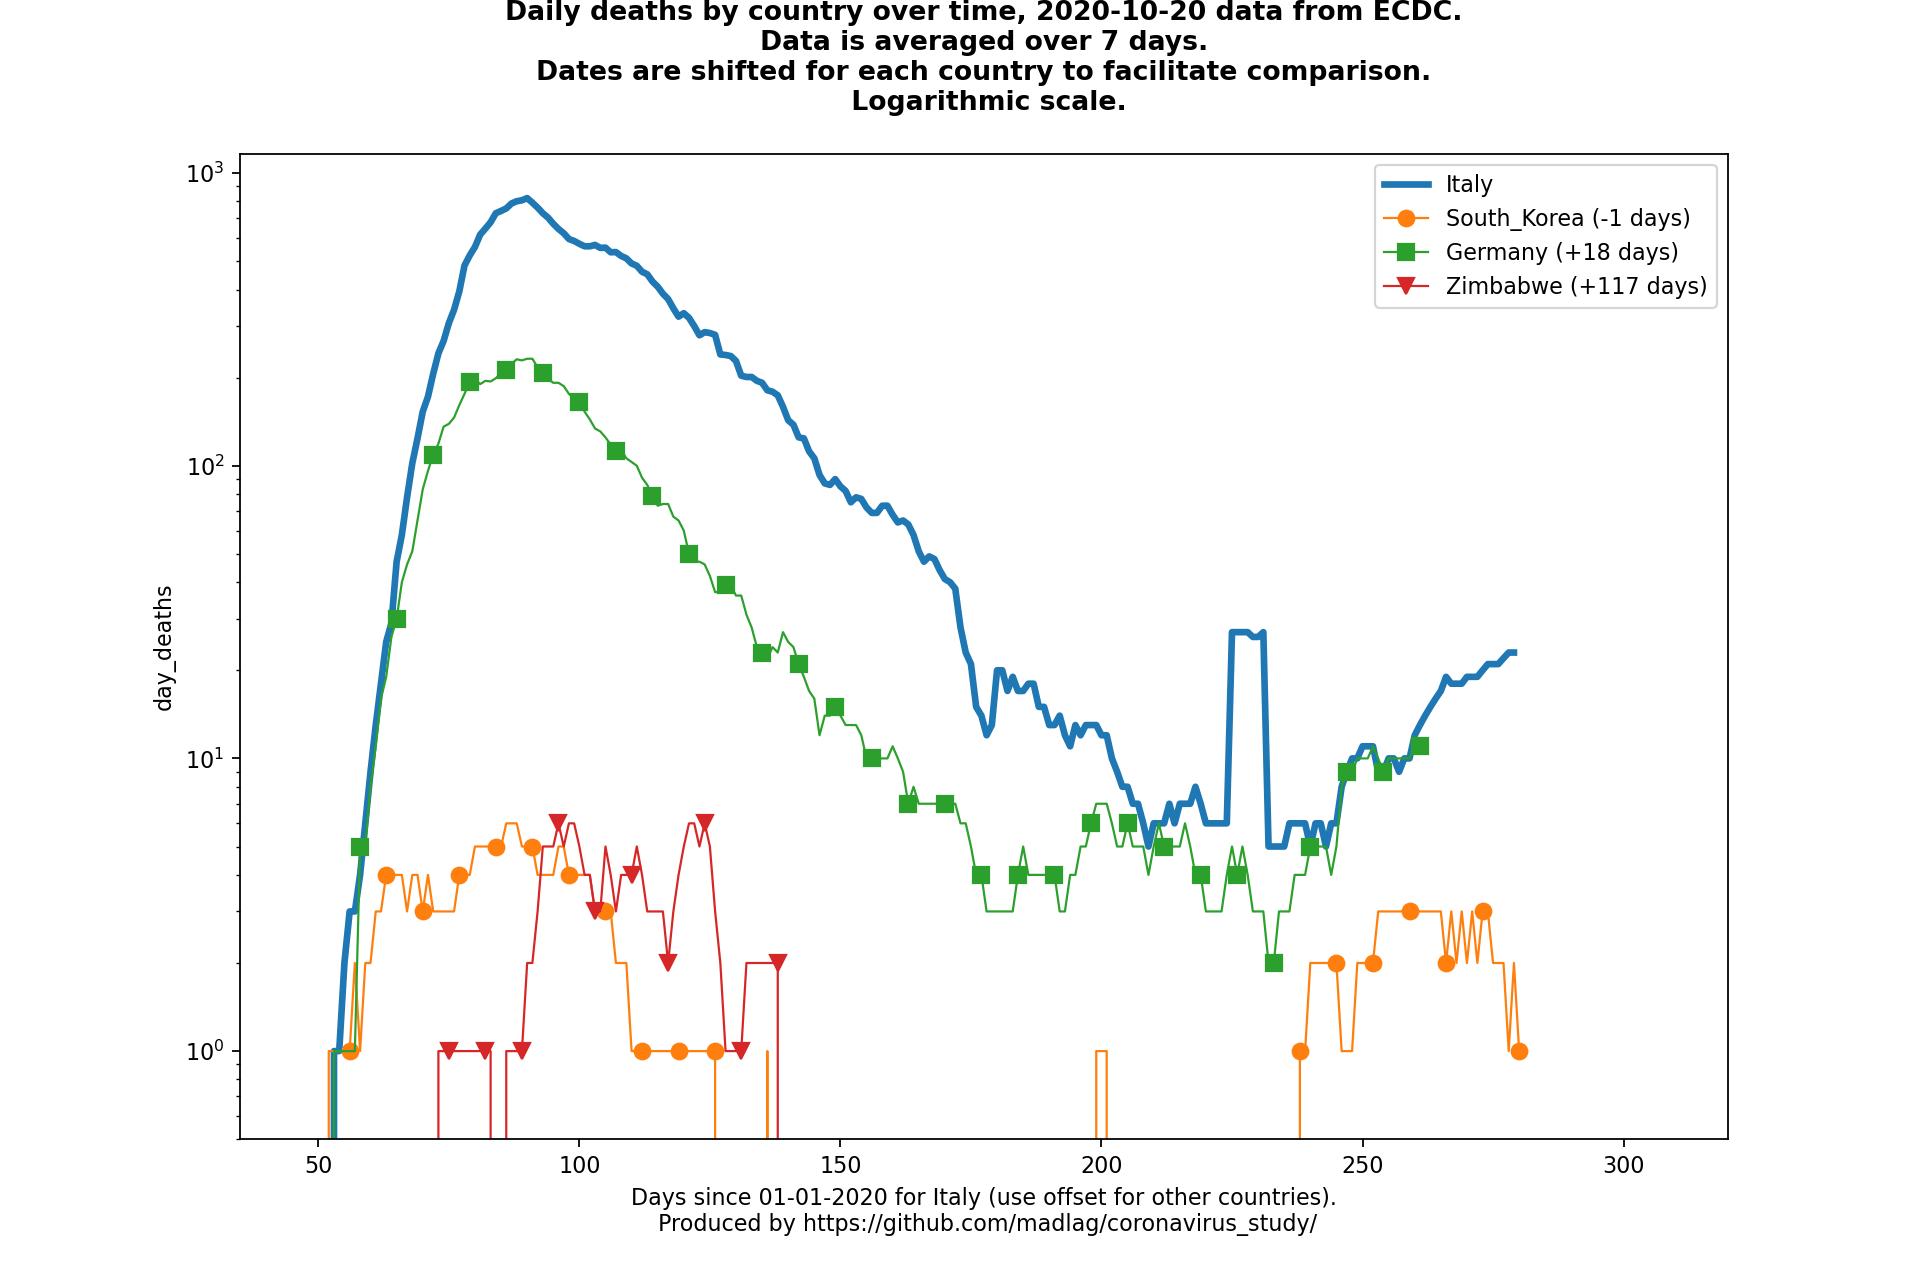 Daily deaths by country over time, 2020-10-20 data from ECDC.
Data is averaged over 7 days.
Dates are shifted for each country to facilitate comparison.
Logarithmic scale.
10³
10²
10¹
10⁰
day_deaths
Italy
South_Korea (-1 days)
Germany (+18 days)
Zimbabwe (+117 days)
50 100 150 200 250 300
Days since 01-01-2020 for Italy (use offset for other countries).
Produced by https://github.com/madlag/coronavirus_study/